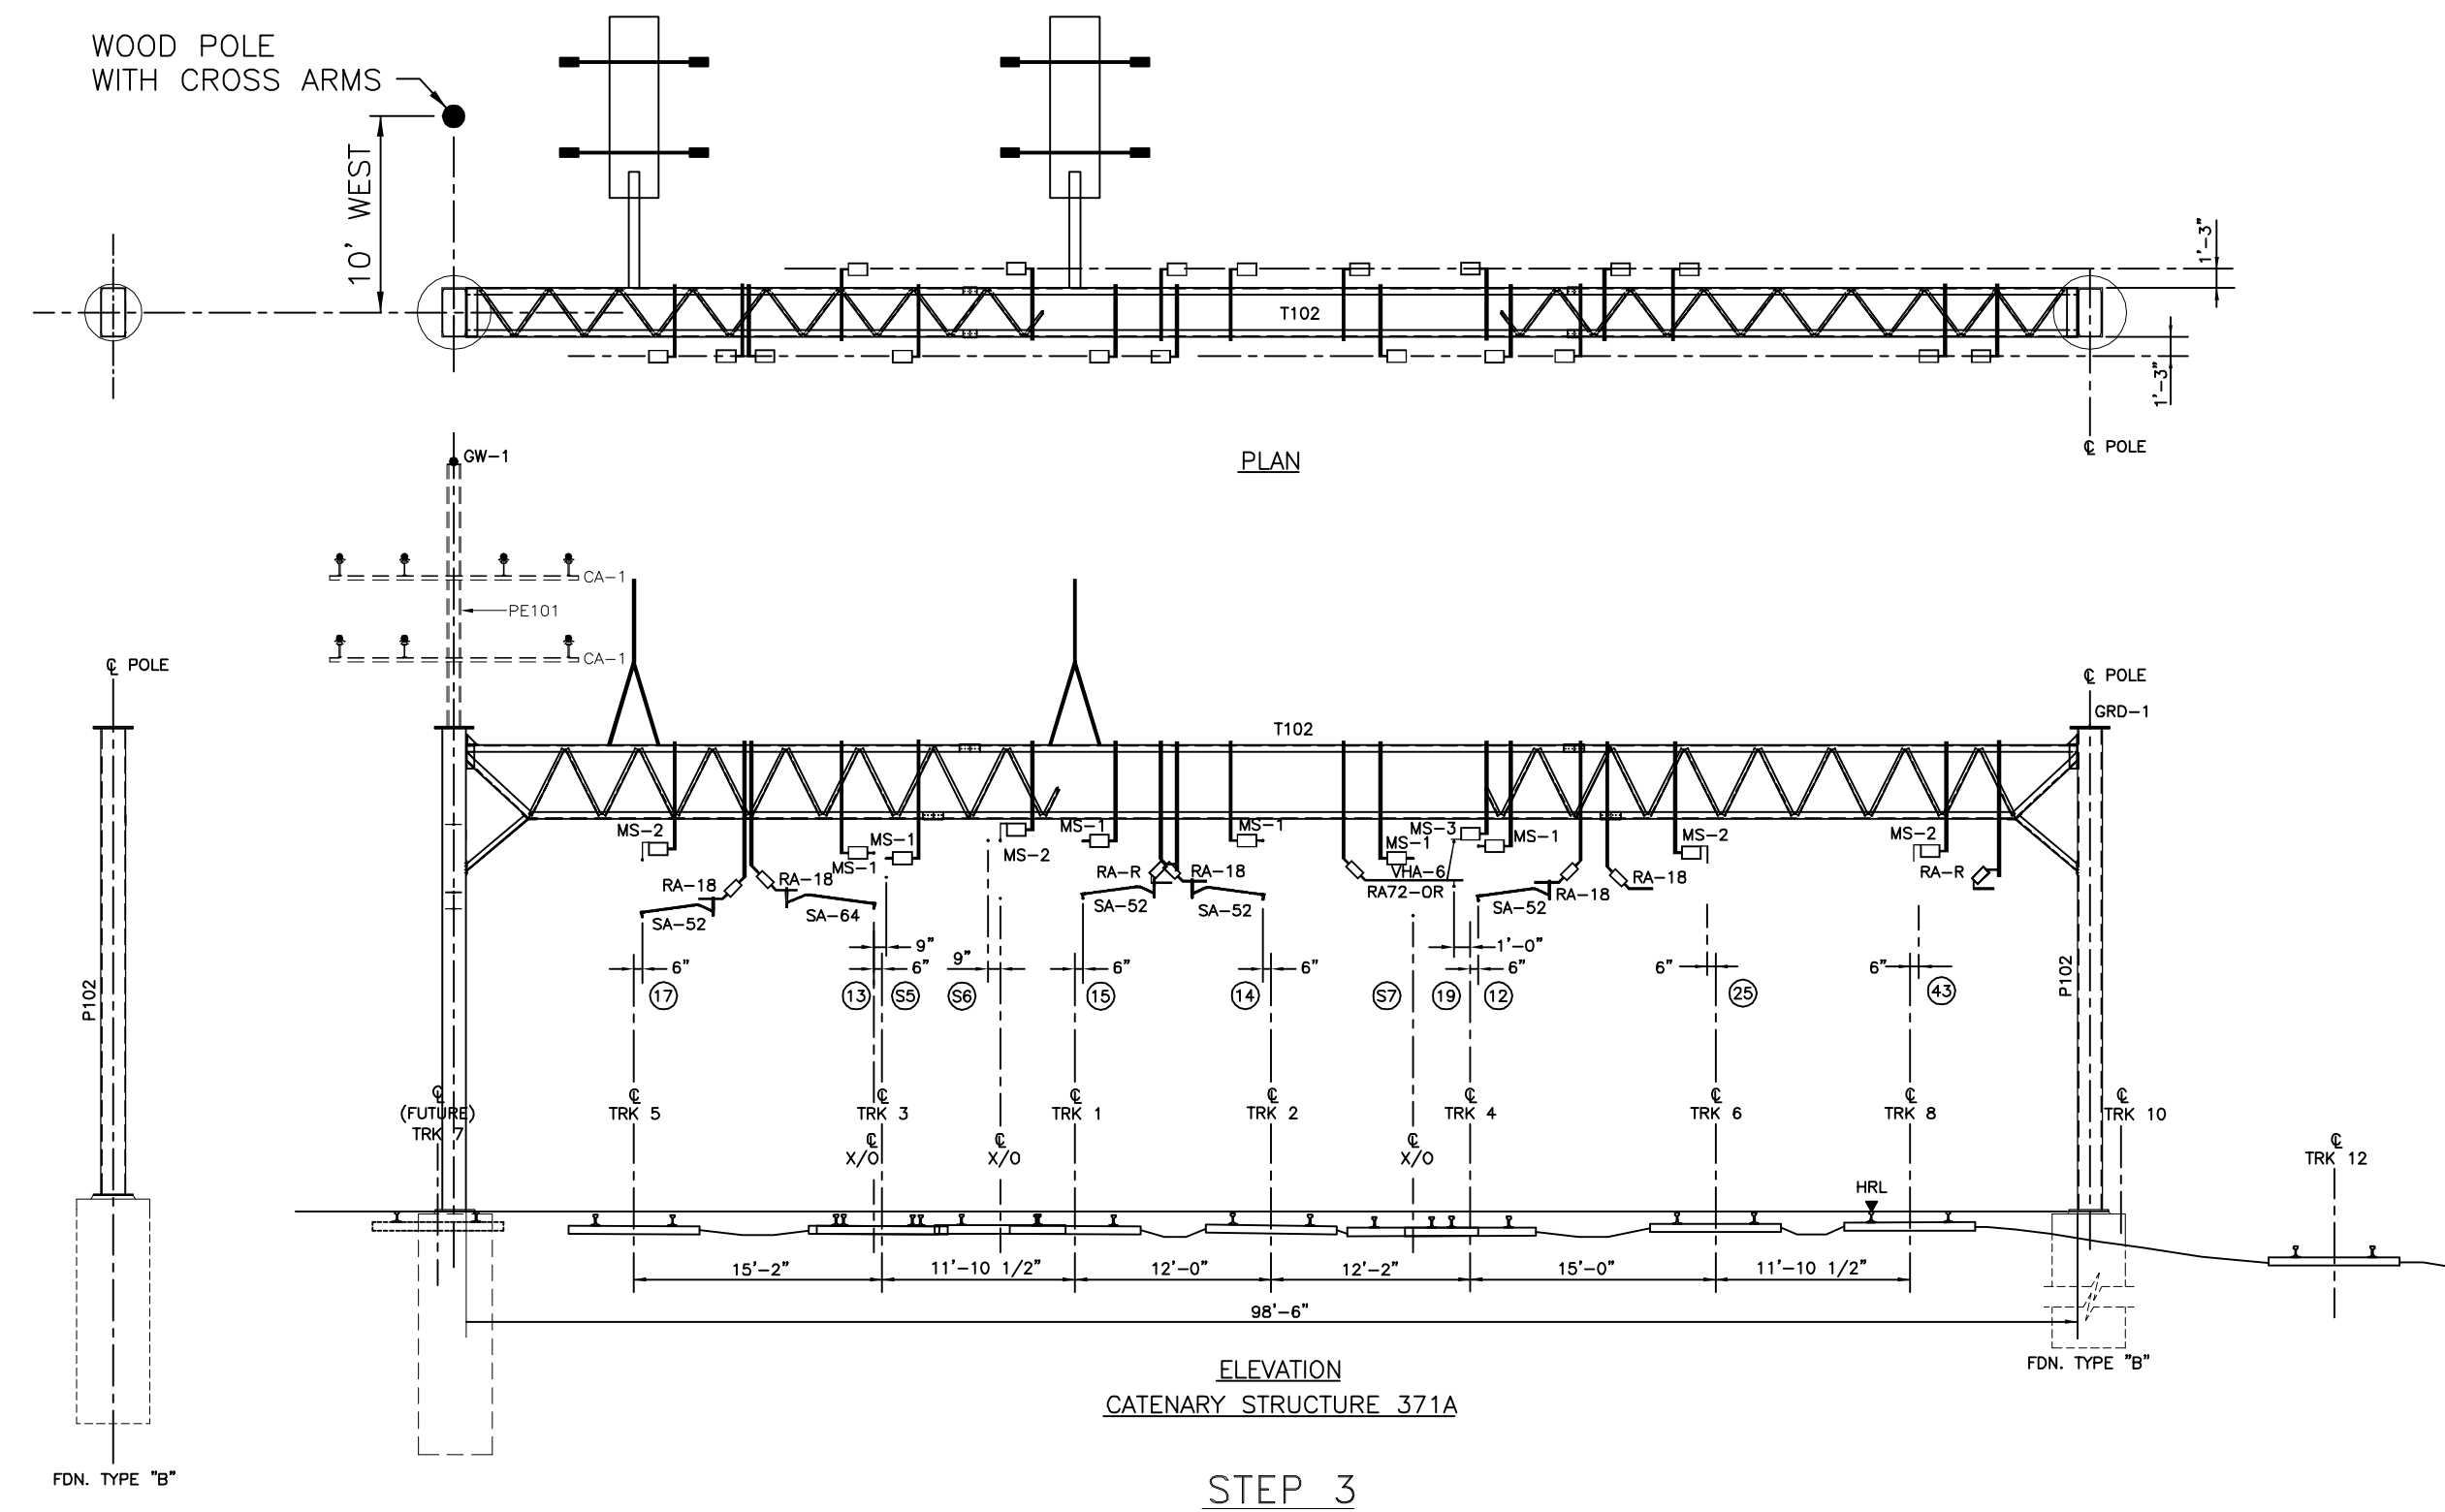 WOOD POLE
WITH CROSS ARMS
10' WEST
1'-3"
T102
1'-3"
℄ POLE
PLAN
GW-1
CA-1
PE101
CA-1
℄ POLE
℄ POLE
GRD-1
T102
MS-2
MS-1
MS-1
MS-2
MS-1
MS-1
MS-3
MS-1
MS-1
MS-2
MS-2
RA-18
RA-18
RA-R
RA-18
VHA-6
RA72-OR
RA-18
RA-18
RA-R
SA-52
SA-64
SA-52
SA-52
SA-52
9"
9"
1'-0"
6"
6"
6"
6"
6"
6"
6"
17
13
S5
S6
15
14
S7
19
12
25
43
P102
P102
℄
(FUTURE)
TRK 7
℄
TRK 5
℄
TRK 3
℄
TRK 1
℄
TRK 2
℄
TRK 4
℄
TRK 6
℄
TRK 8
℄
TRK 10
℄
X/O
℄
X/O
℄
X/O
℄
TRK 12
HRL
15'-2"
11'-10 1/2"
12'-0"
12'-2"
15'-0"
11'-10 1/2"
98'-6"
FDN. TYPE "B"
ELEVATION
CATENARY STRUCTURE 371A
FDN. TYPE "B"
STEP 3